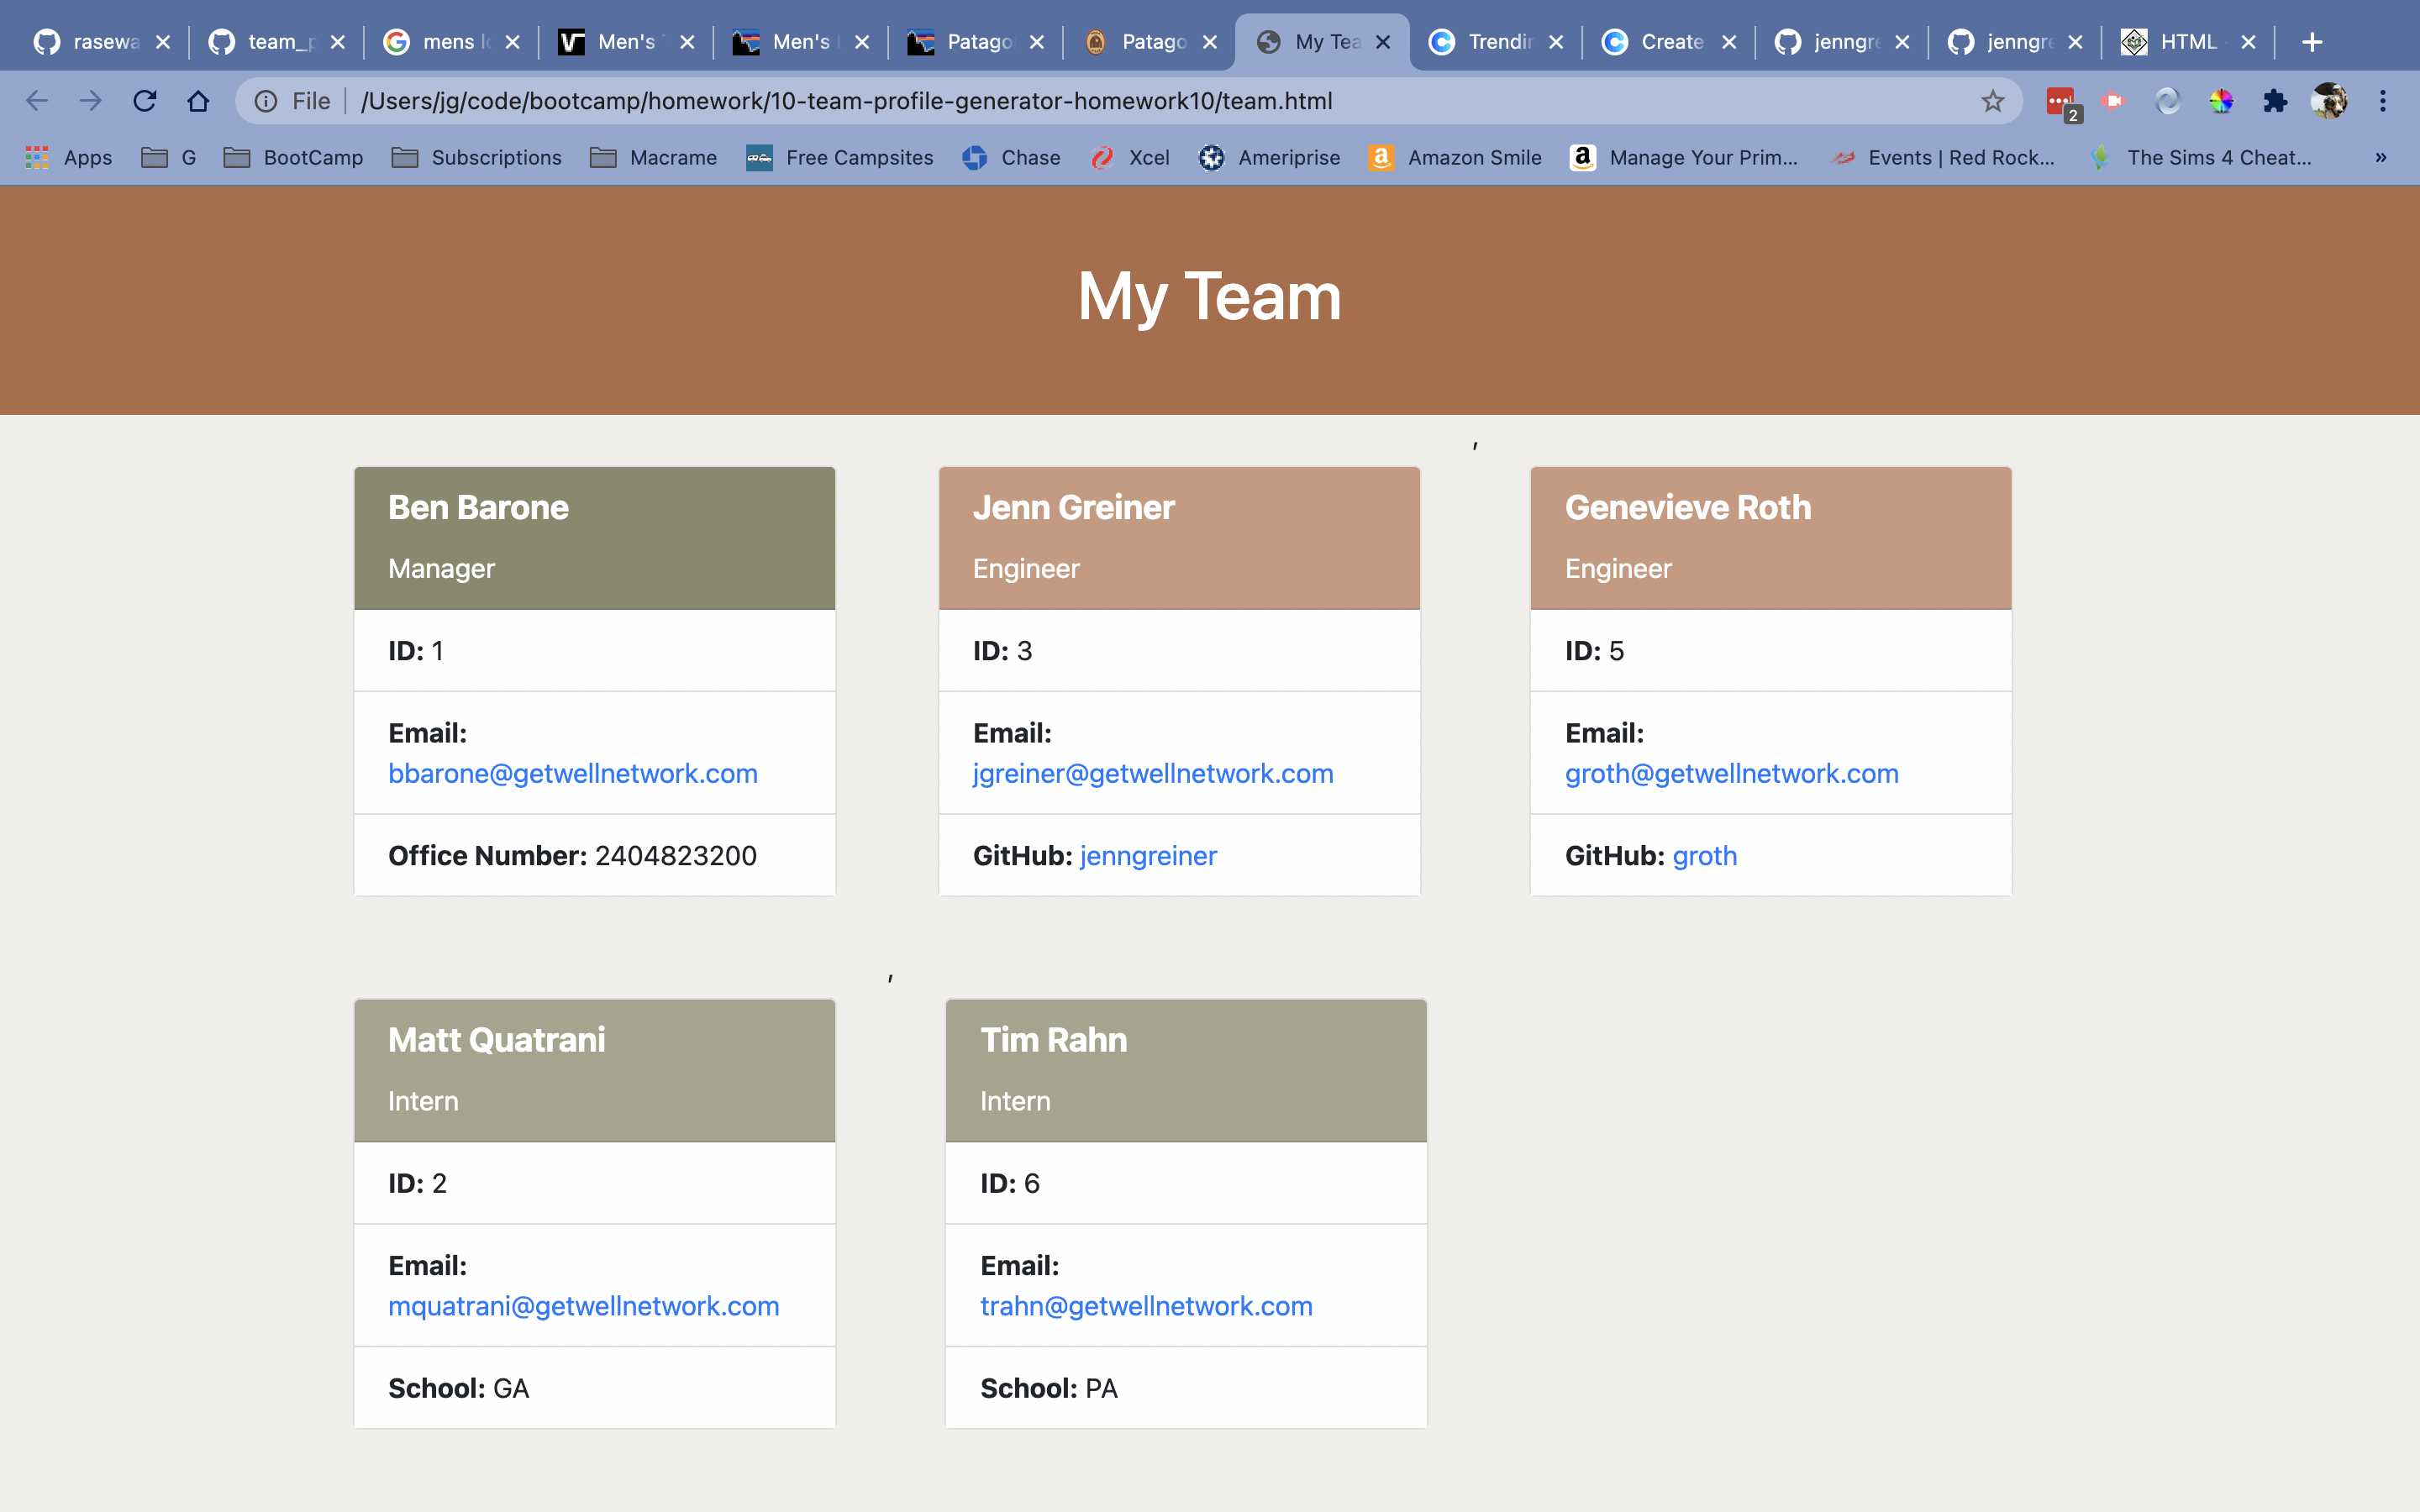 rasewa
team_p
mens lo
Men's
Men's
Patago
Patago
My Tea
Trendin
Create
jenngre
jenngre
HTML
File /Users/jg/code/bootcamp/homework/10-team-profile-generator-homework10/team.html
2
Apps G BootCamp Subscriptions Macrame Free Campsites Chase Xcel Ameriprise Amazon Smile Manage Your Prim... Events | Red Rock... The Sims 4 Cheat... »
My Team
,
Ben Barone
Manager
ID: 1
Email:
bbarone@getwellnetwork.com
Office Number: 2404823200
Jenn Greiner
Engineer
ID: 3
Email:
jgreiner@getwellnetwork.com
GitHub: jenngreiner
Genevieve Roth
Engineer
ID: 5
Email:
groth@getwellnetwork.com
GitHub: groth
,
Matt Quatrani
Intern
ID: 2
Email:
mquatrani@getwellnetwork.com
School: GA
Tim Rahn
Intern
ID: 6
Email:
trahn@getwellnetwork.com
School: PA